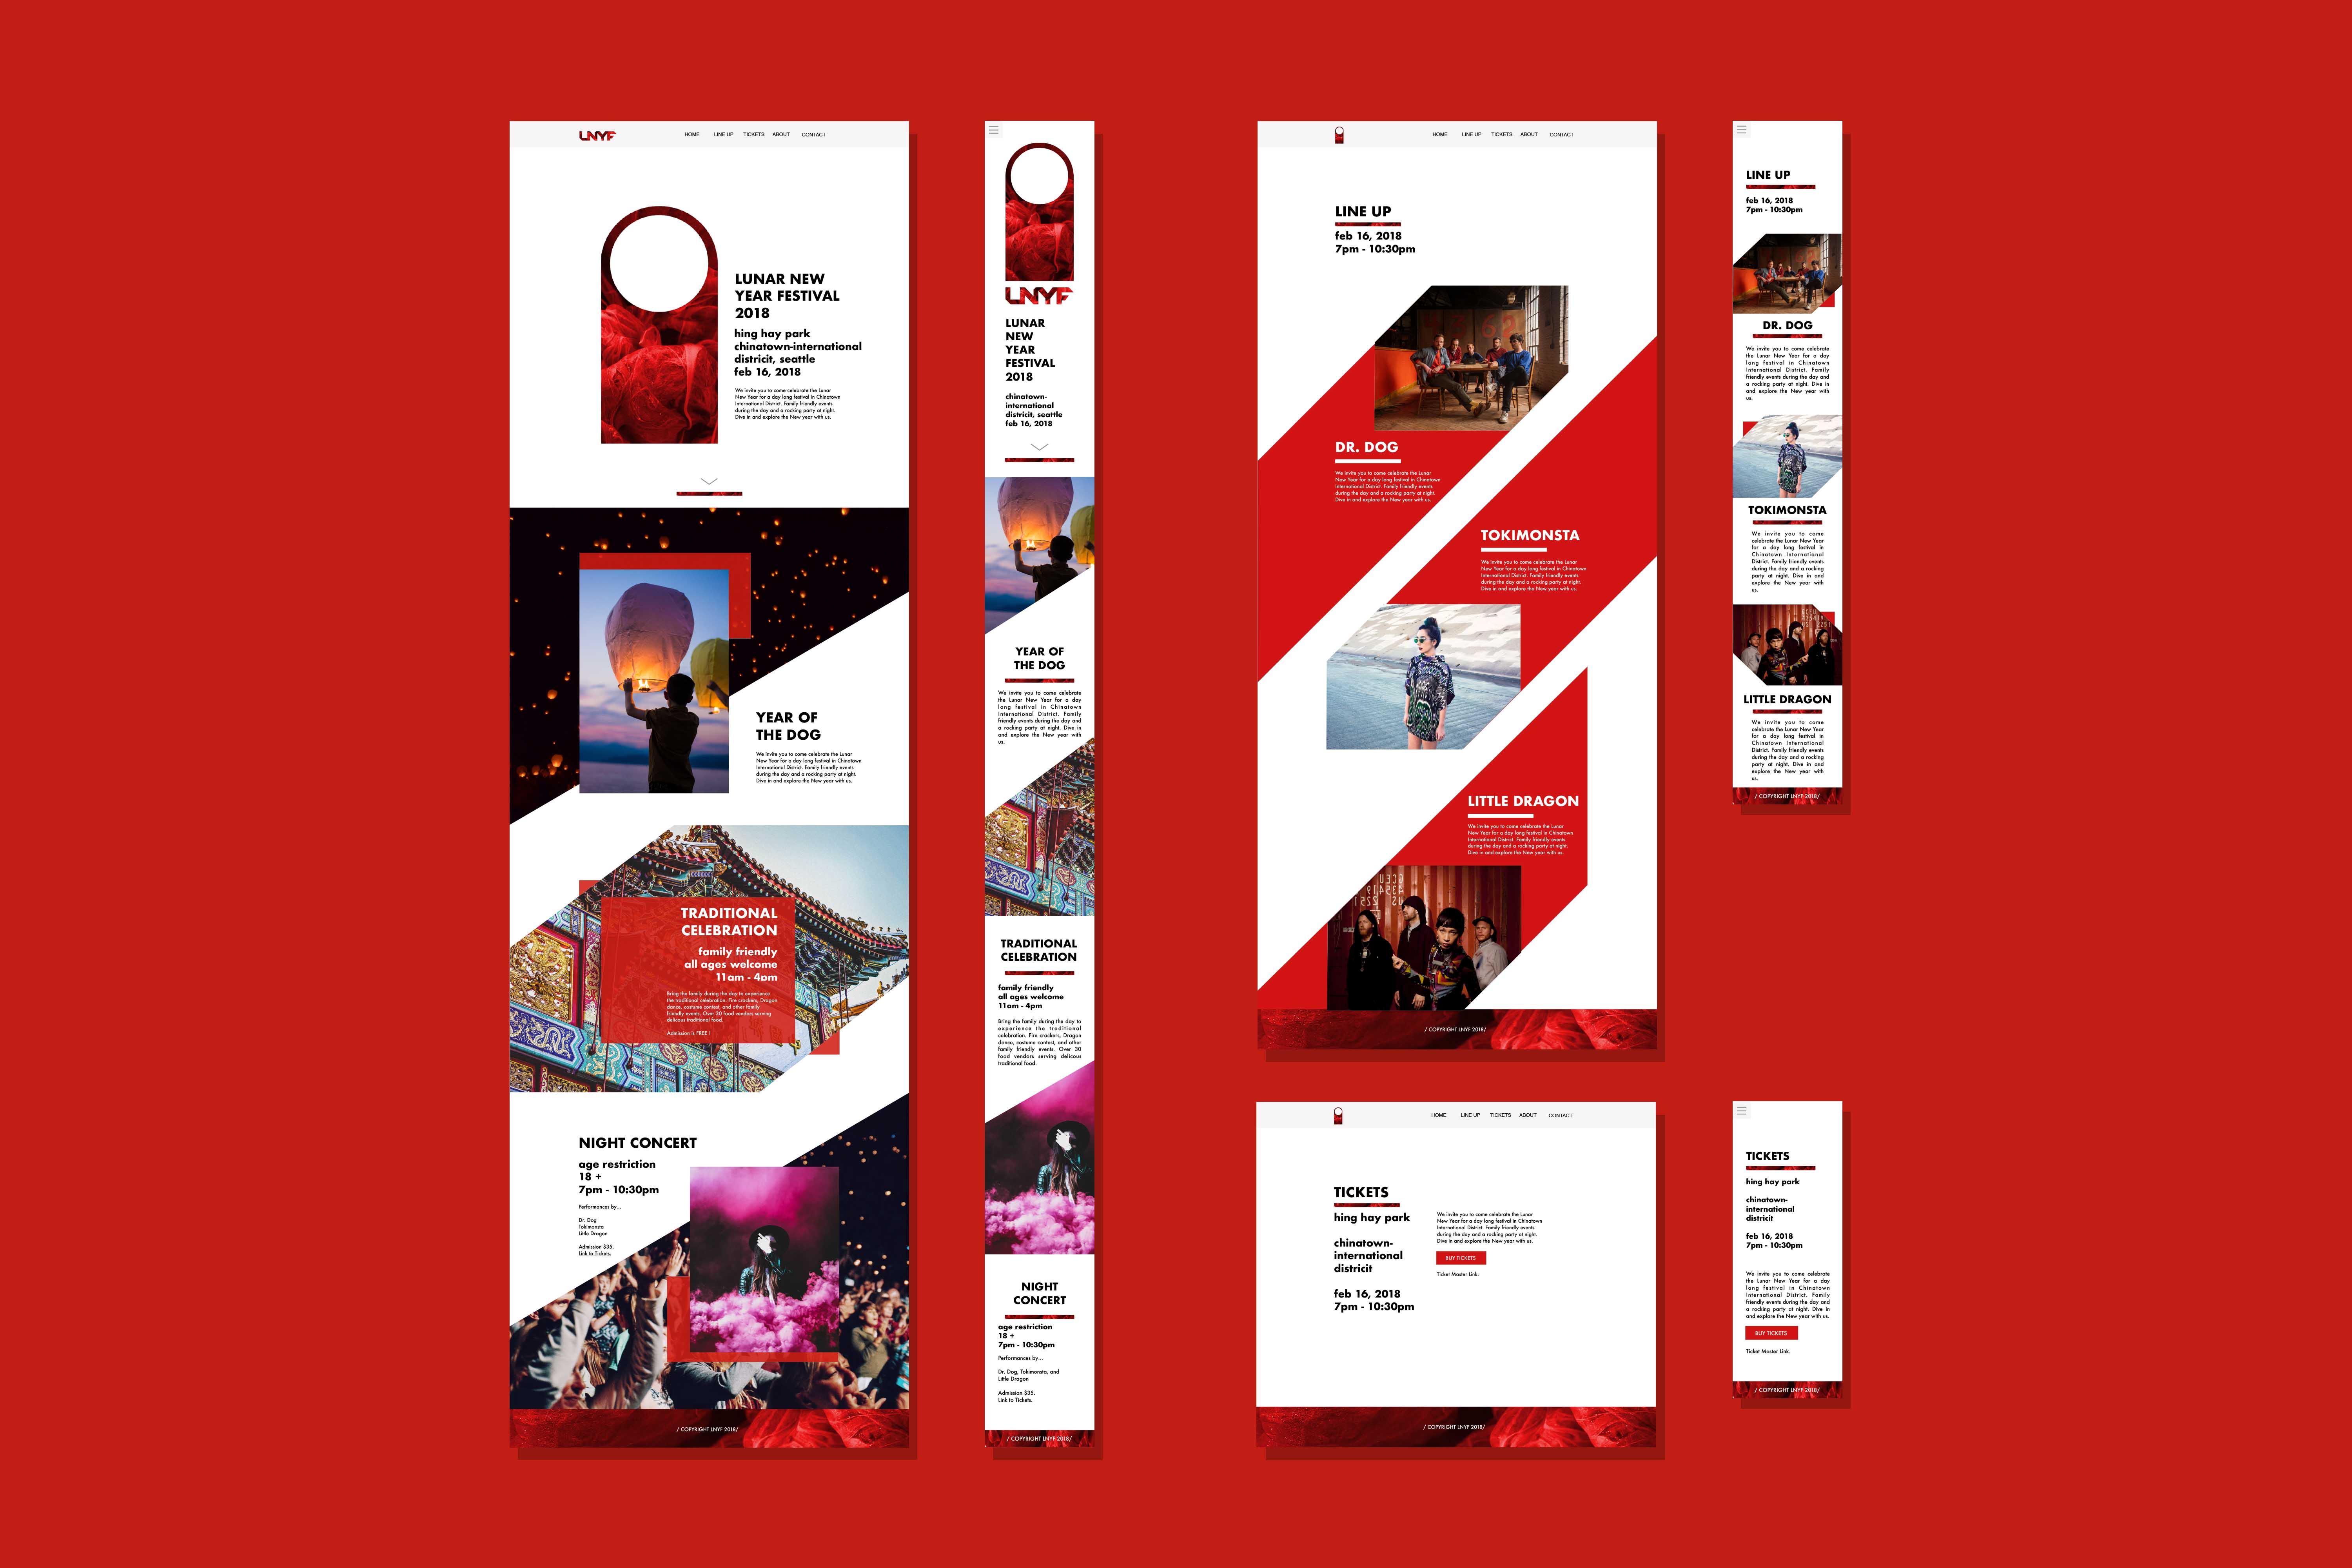 LNYF
HOME LINE UP TICKETS ABOUT CONTACT
LUNAR NEW
YEAR FESTIVAL
2018
hing hay park
chinatown-international
districit, seattle
feb 16, 2018
We invite you to come celebrate the Lunar
New Year for a day long festival in Chinatown
International District. Family friendly events
during the day and a rocking party at night.
Dive in and explore the New year with us.
YEAR OF
THE DOG
We invite you to come celebrate the Lunar
New Year for a day long festival in Chinatown
International District. Family friendly events
during the day and a rocking party at night.
Dive in and explore the New year with us.
TRADITIONAL
CELEBRATION
family friendly
all ages welcome
11am - 4pm
Bring the family during the day to experience
the traditional celebration. Fire crackers, Dragon
dance, costume contest, and other family
friendly events. Over 30 food vendors serving
delicous traditional food.
Admission is FREE !
NIGHT CONCERT
age restriction
18 +
7pm - 10:30pm
Performances by...
Dr. Dog
Tokimonsta
Little Dragon
Admission $35.
Link to Tickets.
/ COPYRIGHT LNYF 2018/
LNYF
LUNAR
NEW
YEAR
FESTIVAL
2018
chinatown-
international
districit, seattle
feb 16, 2018
YEAR OF
THE DOG
We invite you to come celebrate
the Lunar New Year for a day
long festival in Chinatown
International District. Family
friendly events during the day and
a rocking party at night. Dive in
and explore the New year with
us.
TRADITIONAL
CELEBRATION
family friendly
all ages welcome
11am - 4pm
Bring the family during the day to
experience the traditional
celebration. Fire crackers, Dragon
dance, costume contest, and other
family friendly events. Over 30
food vendors serving delicous
traditional food.
NIGHT
CONCERT
age restriction
18 +
7pm - 10:30pm
Performances by...
Dr. Dog, Tokimonsta, and
Little Dragon
Admission $35.
Link to Tickets.
/ COPYRIGHT LNYF 2018/
HOME LINE UP TICKETS ABOUT CONTACT
LINE UP
feb 16, 2018
7pm - 10:30pm
DR. DOG
We invite you to come celebrate the Lunar
New Year for a day long festival in Chinatown
International District. Family friendly events
during the day and a rocking party at night.
Dive in and explore the New year with us.
TOKIMONSTA
We invite you to come celebrate the Lunar
New Year for a day long festival in Chinatown
International District. Family friendly events
during the day and a rocking party at night.
Dive in and explore the New year with us.
LITTLE DRAGON
We invite you to come celebrate the Lunar
New Year for a day long festival in Chinatown
International District. Family friendly events
during the day and a rocking party at night.
Dive in and explore the New year with us.
/ COPYRIGHT LNYF 2018/
LINE UP
feb 16, 2018
7pm - 10:30pm
DR. DOG
We invite you to come celebrate
the Lunar New Year for a day
long festival in Chinatown
International District. Family
friendly events during the day and
a rocking party at night. Dive in
and explore the New year with
us.
TOKIMONSTA
We invite you to come
celebrate the Lunar New Year
for a day long festival in
Chinatown International
District. Family friendly events
during the day and a rocking
party at night. Dive in and
explore the New year with
us.
LITTLE DRAGON
We invite you to come
celebrate the Lunar New Year
for a day long festival in
Chinatown International
District. Family friendly events
during the day and a rocking
party at night. Dive in and
explore the New year with
us.
/ COPYRIGHT LNYF 2018/
HOME LINE UP TICKETS ABOUT CONTACT
TICKETS
hing hay park
chinatown-
international
districit
feb 16, 2018
7pm - 10:30pm
We invite you to come celebrate the Lunar
New Year for a day long festival in Chinatown
International District. Family friendly events
during the day and a rocking party at night.
Dive in and explore the New year with us.
BUY TICKETS
Ticket Master Link.
/ COPYRIGHT LNYF 2018/
TICKETS
hing hay park
chinatown-
international
districit
feb 16, 2018
7pm - 10:30pm
We invite you to come celebrate
the Lunar New Year for a day
long festival in Chinatown
International District. Family
friendly events during the day and
a rocking party at night. Dive in
and explore the New year with us.
BUY TICKETS
Ticket Master Link.
/ COPYRIGHT LNYF 2018/